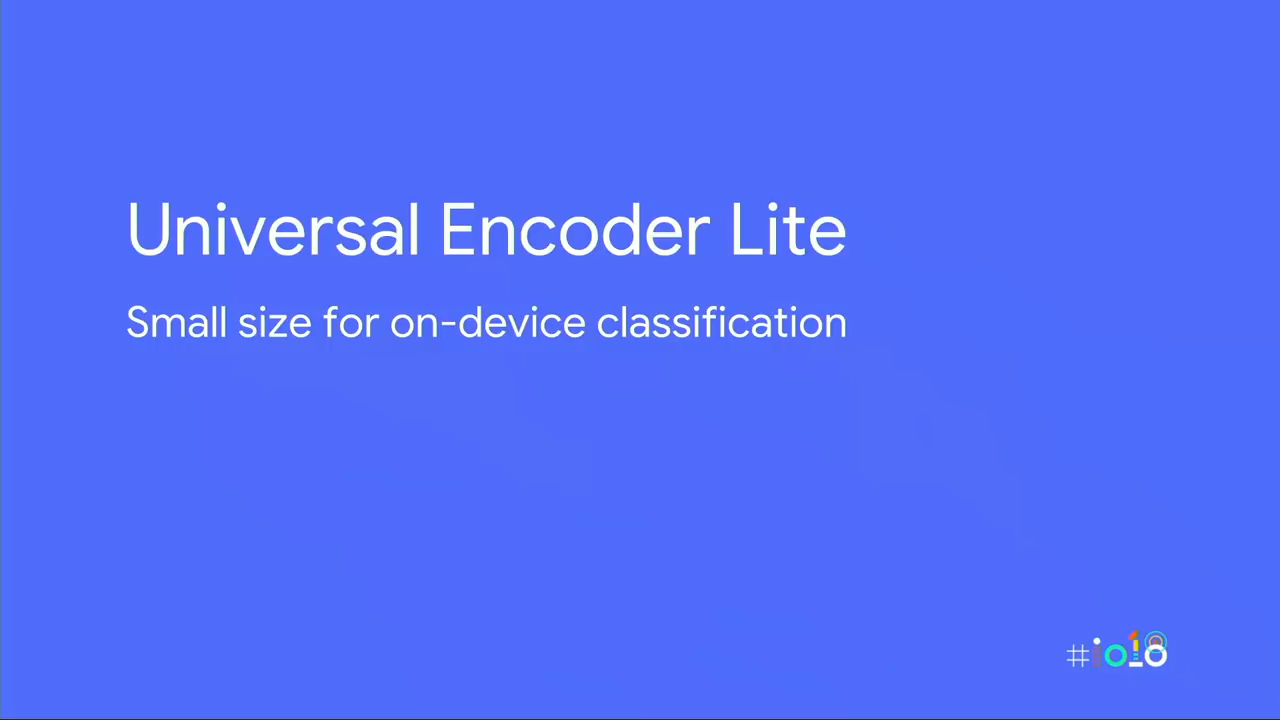 Universal Encoder Lite
Small size for on-device classification
#io18